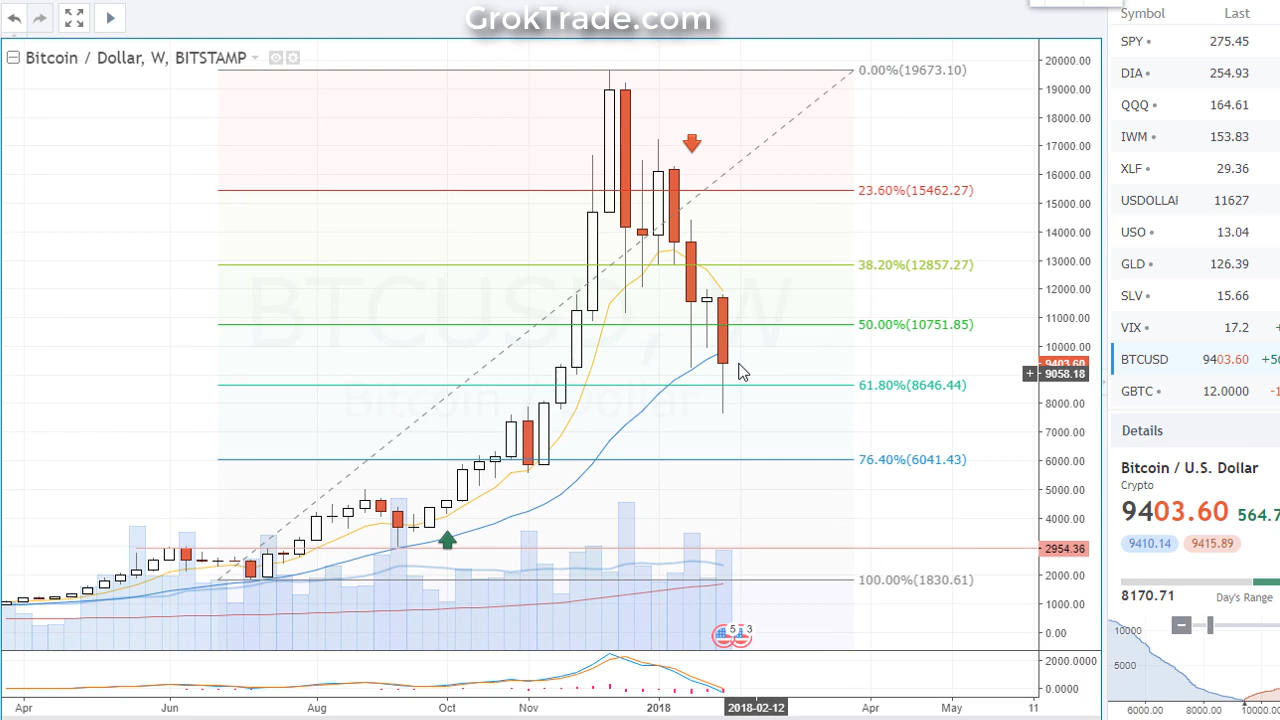 GrokTrade.com
Bitcoin / Dollar, W, BITSTAMP
BTCUSD, W
Bitcoin / Dollar
0.00%(19673.10)
23.60%(15462.27)
38.20%(12857.27)
50.00%(10751.85)
61.80%(8646.44)
76.40%(6041.43)
100.00%(1830.61)
20000.00
19000.00
18000.00
17000.00
16000.00
15000.00
14000.00
13000.00
12000.00
11000.00
10000.00
9403.60
+ 9058.18
8000.00
7000.00
6000.00
5000.00
4000.00
2954.36
2000.00
1000.00
0.00
5 3
2000.0000
0.0000
Apr Jun Aug Oct Nov 2018 2018-02-12 Apr May 11
Symbol Last
SPY 275.45
DIA 254.93
QQQ 164.61
IWM 153.83
XLF 29.36
USDOLLAI 11627
USO 13.04
GLD 126.39
SLV 15.66
VIX 17.2
BTCUSD 9403.60 +50
GBTC 12.0000 -1
Details
Bitcoin / U.S. Dollar
Crypto
9403.60 564.7
9410.14 9415.89
8170.71 Day's Range
10000
5000
6000.00 8000.00 10000.0